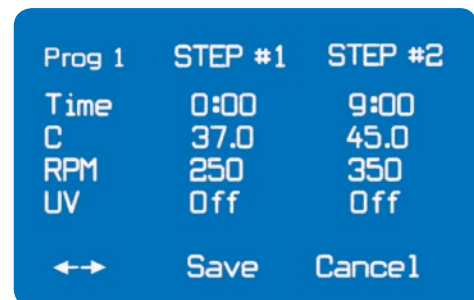 Prog 1 STEP #1 STEP #2
Time 0:00 9:00
C 37.0 45.0
RPM 250 350
UV Off Off
←→ Save Cancel